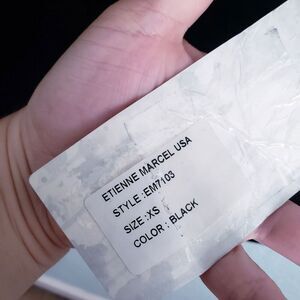 ETIENNE MARCEL USA
STYLE :EM7103
SIZE :XS
COLOR : BLACK